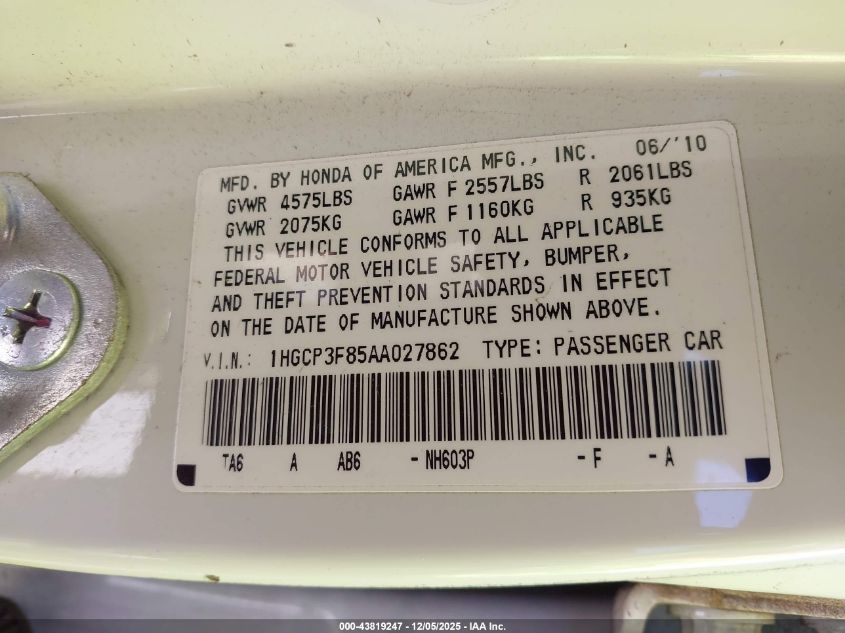 MFD. BY HONDA OF AMERICA MFG., INC. 06/'10
GVWR 4575LBS GAWR F 2557LBS R 2061LBS
GVWR 2075KG GAWR F 1160KG R 935KG
THIS VEHICLE CONFORMS TO ALL APPLICABLE
FEDERAL MOTOR VEHICLE SAFETY, BUMPER,
AND THEFT PREVENTION STANDARDS IN EFFECT
ON THE DATE OF MANUFACTURE SHOWN ABOVE.
V.I.N.: 1HGCP3F85AA027862 TYPE: PASSENGER CAR
TA6 A AB6 -NH603P -F -A
000-43819247 - 12/05/2025 - IAA Inc.